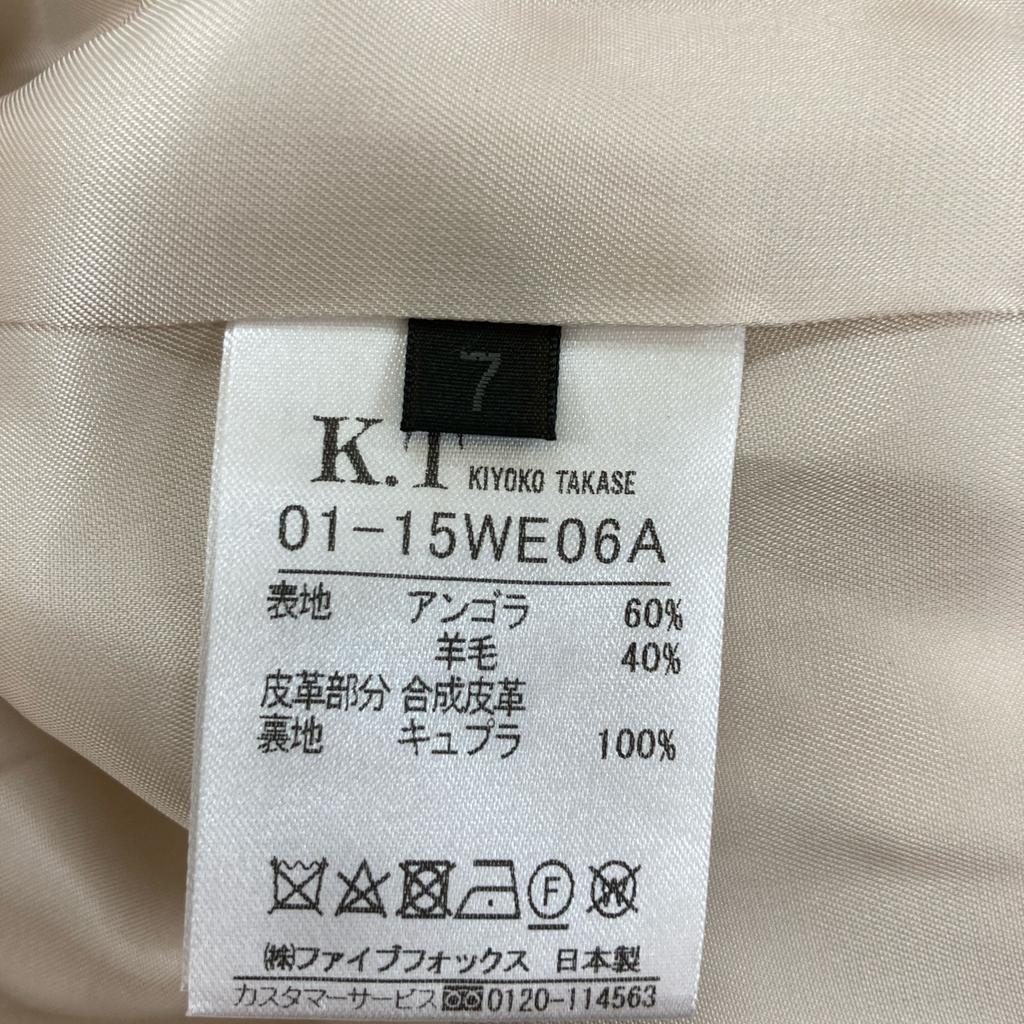 7
K.T KIYOKO TAKASE
01-15WE06A
表地 アンゴラ 60%
羊毛 40%
皮革部分 合成皮革
裏地 キュプラ 100%
F W
㈱ファイブフォックス 日本製
カスタマーサービス 0120-114563